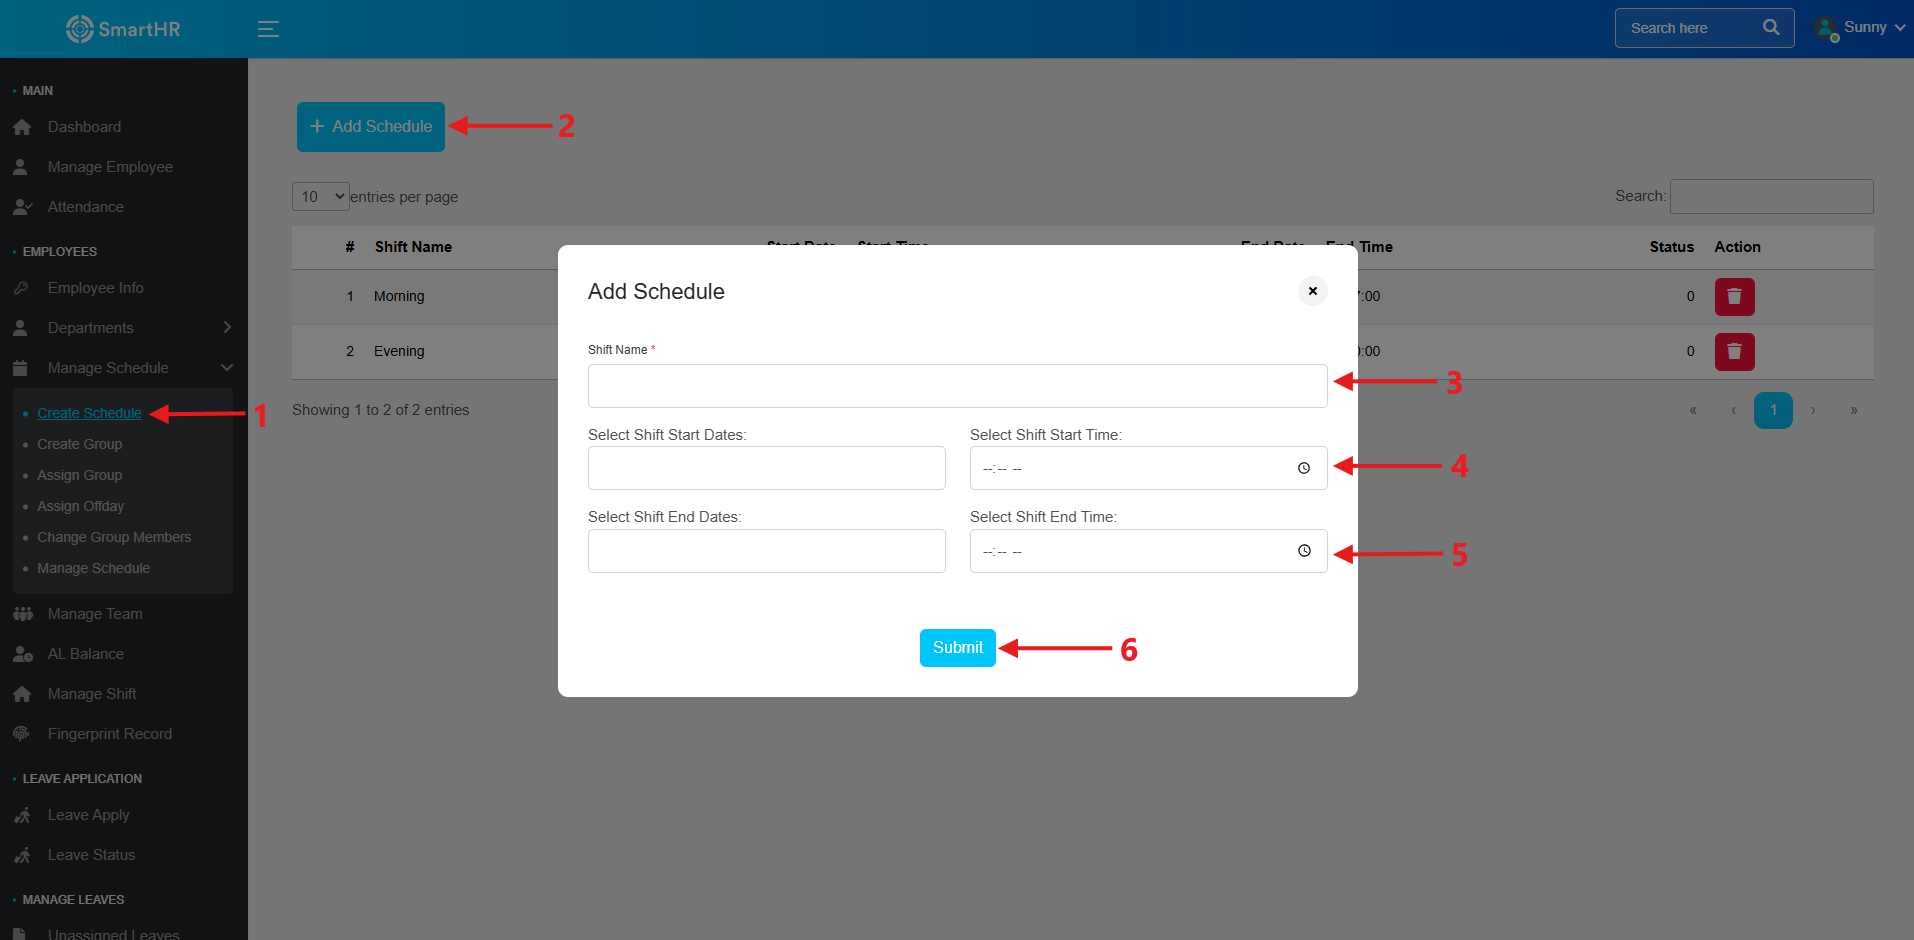 SmartHR
Search here
Sunny
MAIN
Dashboard
Manage Employee
Attendance
EMPLOYEES
Employee Info
Departments
Manage Schedule
Create Schedule
1
Create Group
Assign Group
Assign Offday
Change Group Members
Manage Schedule
Manage Team
AL Balance
Manage Shift
Fingerprint Record
LEAVE APPLICATION
Leave Apply
Leave Status
MANAGE LEAVES
Unassigned Leaves
+ Add Schedule
2
10 entries per page
Search:
# Shift Name Start Date Start Time End Date End Time Status Action
1 Morning :00 0
2 Evening :00 0
Showing 1 to 2 of 2 entries
« ‹ 1 › »
Add Schedule
×
Shift Name *
3
Select Shift Start Dates:
Select Shift Start Time:
--:-- --
4
Select Shift End Dates:
Select Shift End Time:
--:-- --
5
Submit
6